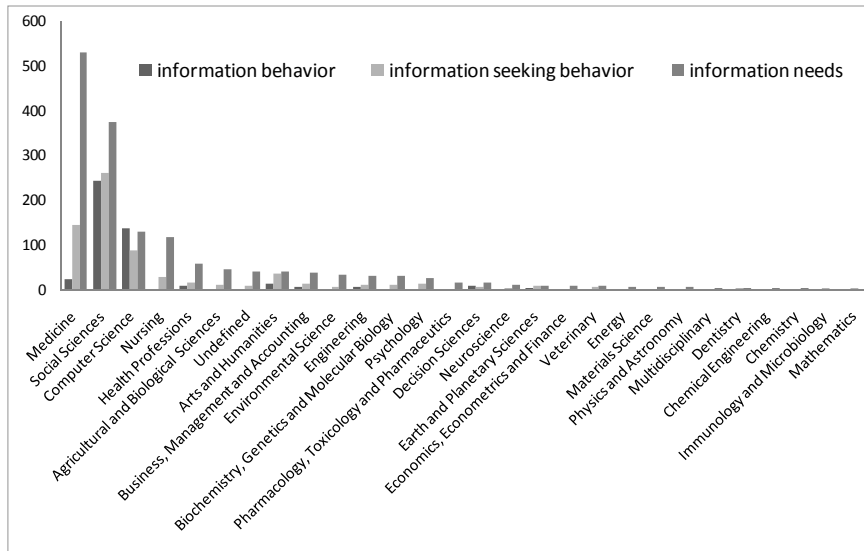 600
500
400
300
200
100
0
information behavior
information seeking behavior
information needs
Medicine
Social Sciences
Computer Science
Nursing
Health Professions
Agricultural and Biological Sciences
Undefined
Arts and Humanities
Business, Management and Accounting
Environmental Science
Engineering
Biochemistry, Genetics and Molecular Biology
Psychology
Pharmacology, Toxicology and Pharmaceutics
Decision Sciences
Neuroscience
Earth and Planetary Sciences
Economics, Econometrics and Finance
Veterinary
Energy
Materials Science
Physics and Astronomy
Multidisciplinary
Dentistry
Chemical Engineering
Chemistry
Immunology and Microbiology
Mathematics